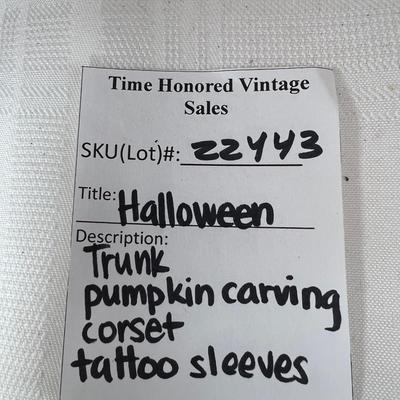 Time Honored Vintage
Sales
SKU(Lot)#: 22443
Title: Halloween
Description:
Trunk
pumpkin carving
corset
tattoo sleeves